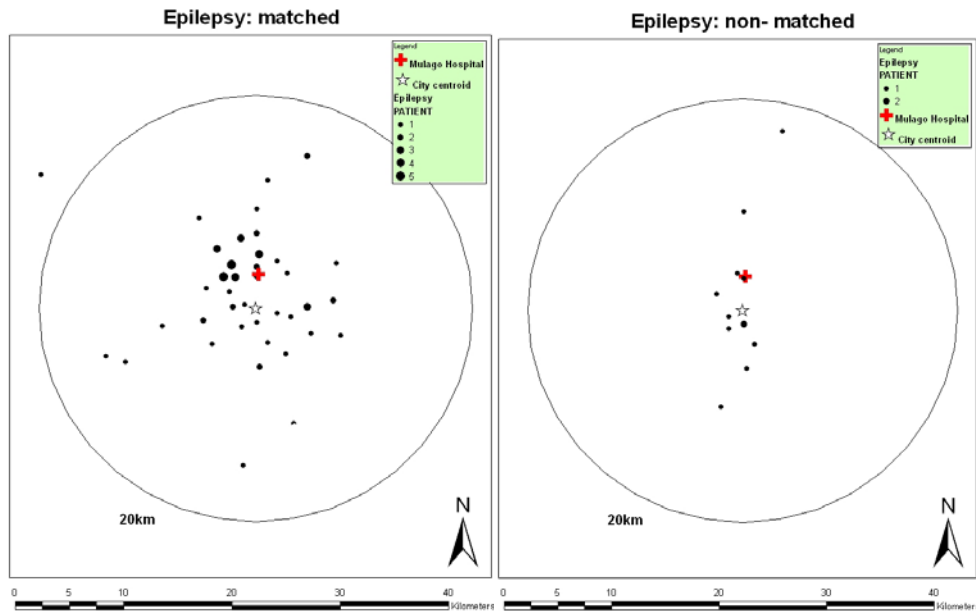 Epilepsy: matched
Legend
Mulago Hospital
City centroid
Epilepsy
PATIENT
1
2
3
4
5
20km
N
0 5 10 20 30 40
Kilometers
Epilepsy: non- matched
Legend
Epilepsy
PATIENT
1
2
Mulago Hospital
City centroid
20km
N
0 5 10 20 30 40
Kilometers